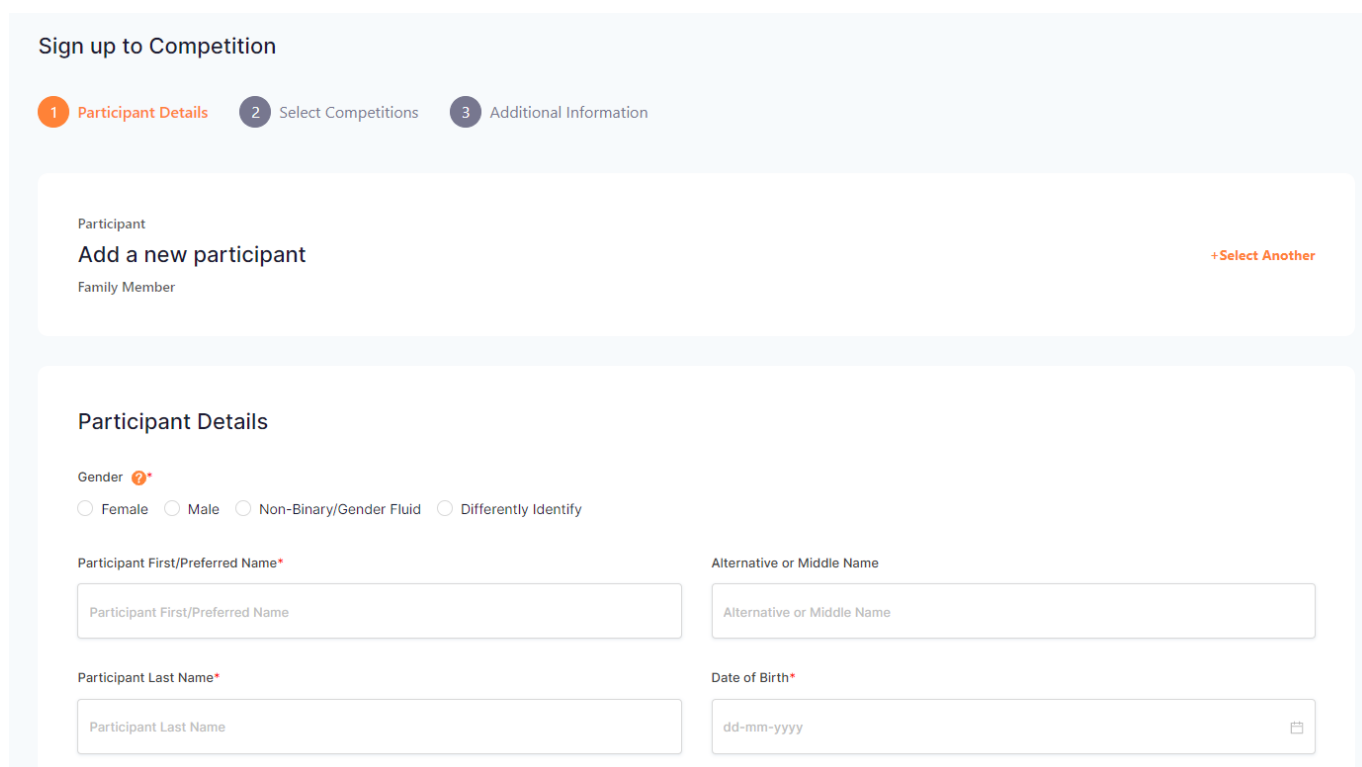 Sign up to Competition
1 Participant Details 2 Select Competitions 3 Additional Information
Participant
Add a new participant
+Select Another
Family Member
Participant Details
Gender ?*
Female Male Non-Binary/Gender Fluid Differently Identify
Participant First/Preferred Name* Alternative or Middle Name
Participant First/Preferred Name Alternative or Middle Name
Participant Last Name* Date of Birth*
Participant Last Name dd-mm-yyyy